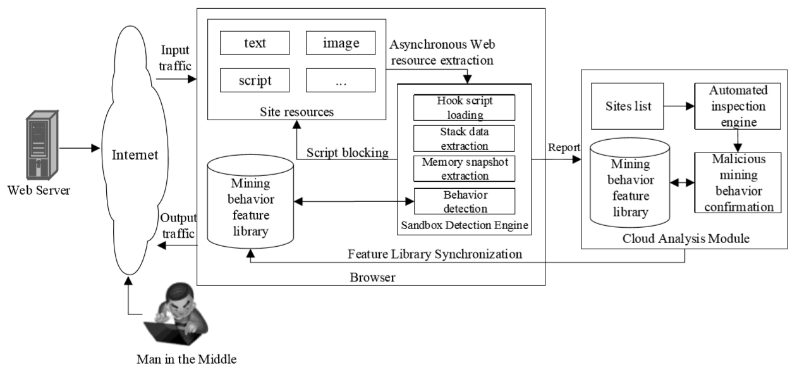 text
image
script
...
Site resources
Input
traffic
Asynchronous Web
resource extraction
Hook script
loading
Stack data
extraction
Memory snapshot
extraction
Behavior
detection
Sandbox Detection Engine
Script blocking
Mining
behavior
feature
library
Internet
Web Server
Output
traffic
Report
Sites list
Automated
inspection
engine
Mining
behavior
feature
library
Malicious
mining
behavior
confirmation
Cloud Analysis Module
Feature Library Synchronization
Browser
Man in the Middle